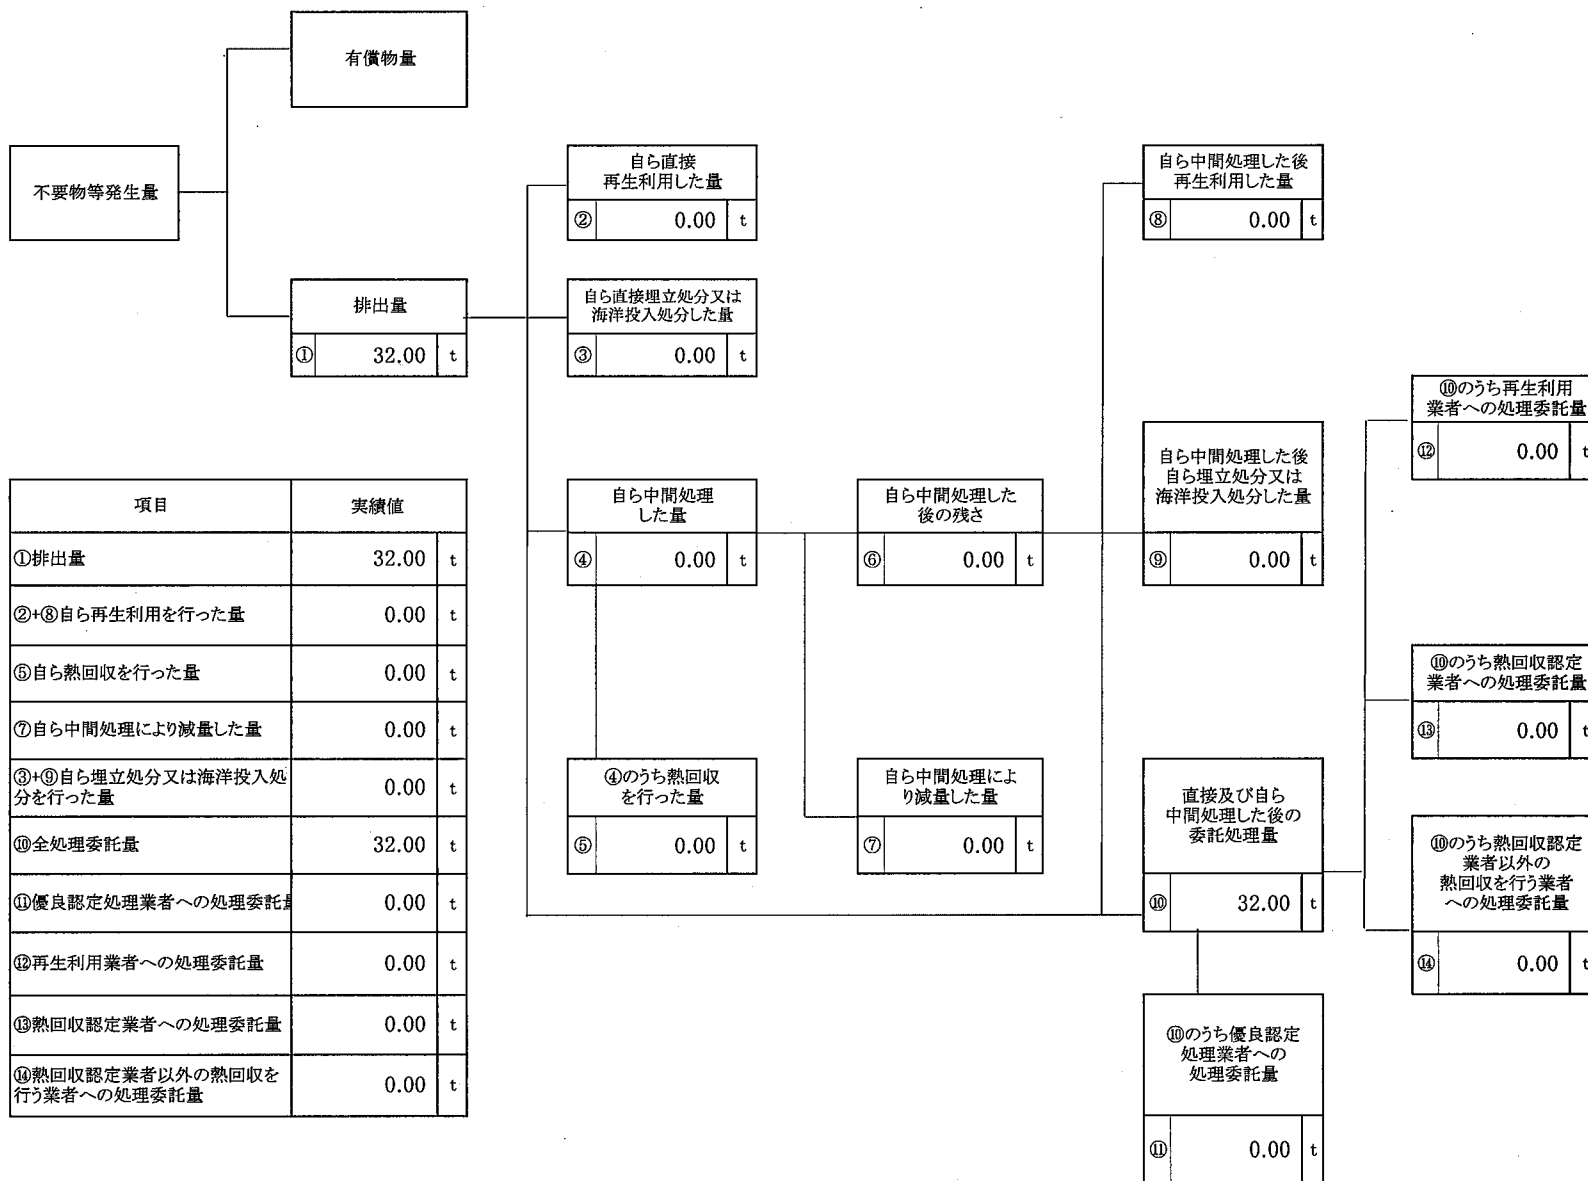 有償物量
不要物等発生量
排出量
① 32.00 t
自ら直接
再生利用した量
② 0.00 t
自ら直接埋立処分又は
海洋投入処分した量
③ 0.00 t
自ら中間処理
した量
④ 0.00 t
④のうち熱回収
を行った量
⑤ 0.00 t
自ら中間処理した
後の残さ
⑥ 0.00 t
自ら中間処理によ
り減量した量
⑦ 0.00 t
自ら中間処理した後
再生利用した量
⑧ 0.00 t
自ら中間処理した後
自ら埋立処分又は
海洋投入処分した量
⑨ 0.00 t
直接及び自ら
中間処理した後の
委託処理量
⑩ 32.00 t
⑩のうち優良認定
処理業者への
処理委託量
⑪ 0.00 t
⑩のうち再生利用
業者への処理委託量
⑫ 0.00 t
⑩のうち熱回収認定
業者への処理委託量
⑬ 0.00 t
⑩のうち熱回収認定
業者以外の
熱回収を行う業者
への処理委託量
⑭ 0.00 t
項目 実績値
①排出量 32.00 t
②+⑧自ら再生利用を行った量 0.00 t
⑤自ら熱回収を行った量 0.00 t
⑦自ら中間処理により減量した量 0.00 t
③+⑨自ら埋立処分又は海洋投入処
分を行った量 0.00 t
⑩全処理委託量 32.00 t
⑪優良認定処理業者への処理委託量 0.00 t
⑫再生利用業者への処理委託量 0.00 t
⑬熱回収認定業者への処理委託量 0.00 t
⑭熱回収認定業者以外の熱回収を
行う業者への処理委託量 0.00 t